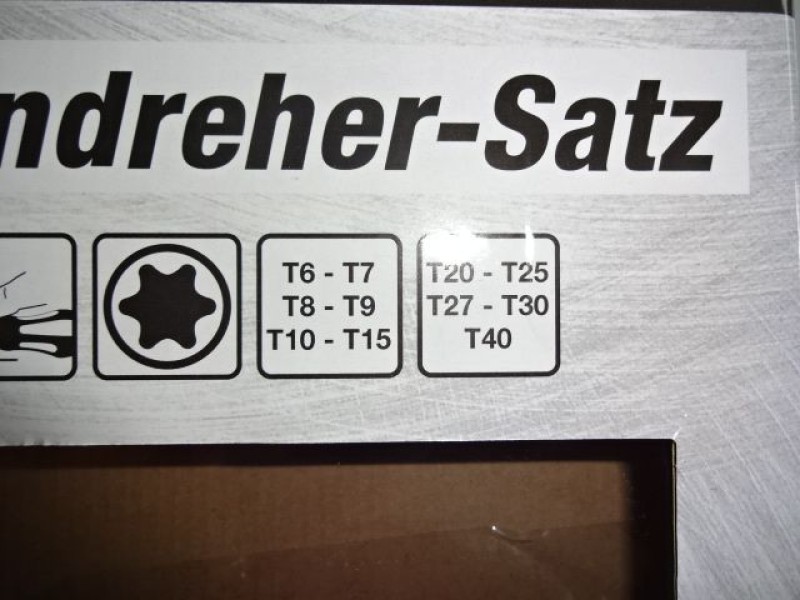 ndreher-Satz
T6 - T7
T8 - T9
T10 - T15
T20 - T25
T27 - T30
T40